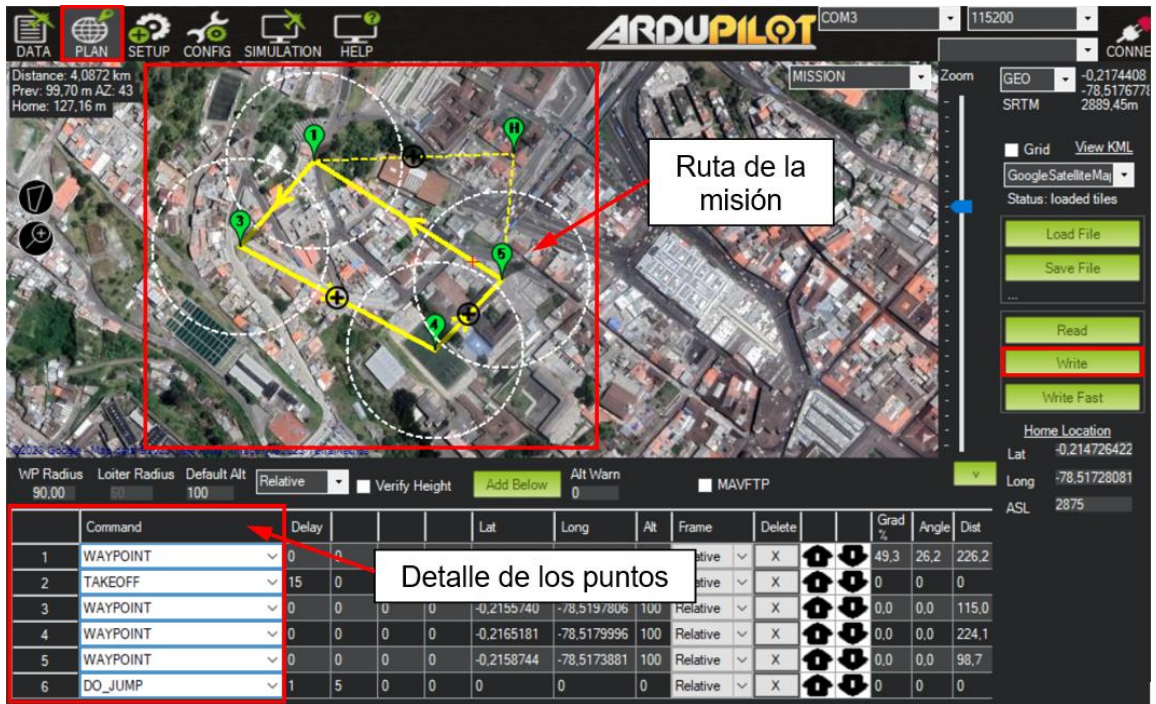 DATA PLAN SETUP CONFIG SIMULATION HELP
ARDUPILOT
COM3 115200
CONNE
Distance: 4,0872 km
Prev: 99,70 m AZ: 43
Home: 127,16 m
MISSION
Zoom
GEO -0,2174408
-78,5176778
SRTM 2889,45m
Grid View KML
GoogleSatelliteMap
Status: loaded tiles
Load File
Save File
...
Read
Write
Write Fast
Home Location
Lat -0,214726422
Long -78,51728081
ASL 2875
1
H
3
5
4
Ruta de la
misión
WP Radius Loiter Radius Default Alt Alt Warn
90,00 60 100 Relative Verify Height Add Below 0 MAVFTP
v
Command Delay Lat Long Alt Frame Delete Grad % Angle Dist
1 WAYPOINT 0 0 ative X 49,3 26,2 226,2
2 TAKEOFF 15 0 ative X 0 0 0
Detalle de los puntos
3 WAYPOINT 0 0 0 0 -0,2155740 -78,5197806 100 Relative X 0,0 0,0 115,0
4 WAYPOINT 0 0 0 0 -0,2165181 -78,5179996 100 Relative X 0,0 0,0 224,1
5 WAYPOINT 0 0 0 0 -0,2158744 -78,5173881 100 Relative X 0,0 0,0 98,7
6 DO_JUMP 1 5 0 0 0 0 0 Relative X 0 0 0